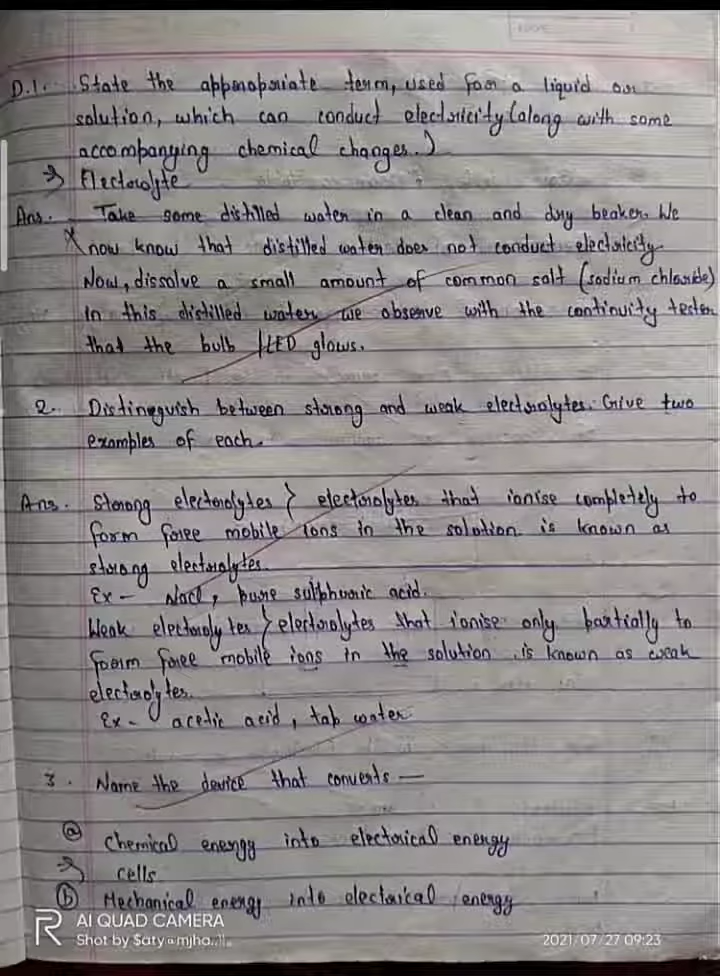 D.1. State the appropriate term, used for a liquid or
solution, which can conduct electricity (along with some
accompanying chemical changes.)
→ Electrolyte
Ans. - Take some distilled water in a clean and dry beaker. We
now know that distilled water does not conduct electricity.
Now, dissolve a small amount of common salt (sodium chloride)
In this distilled water we observe with the continuity tester
that the bulb /LED glows.
2. Distinguish between strong and weak electrolytes. Give two
examples of each.
Ans. Strong electrolytes } electrolytes that ionise completely to
form free mobile ions in the solution is known as
strong electrolytes.
Ex - Nacl, pure sulphuric acid.
Weak electrolytes } electrolytes that ionise only partially to
form free mobile ions in the solution is known as weak
electrolytes.
Ex - acetic acid, tap water
3. Name the device that converts —
(a) Chemical energy into electrical energy
→ cells
(b) Mechanical energy into electrical energy
AI QUAD CAMERA
Shot by Satyamjha..!!
2021/07/27 09:23